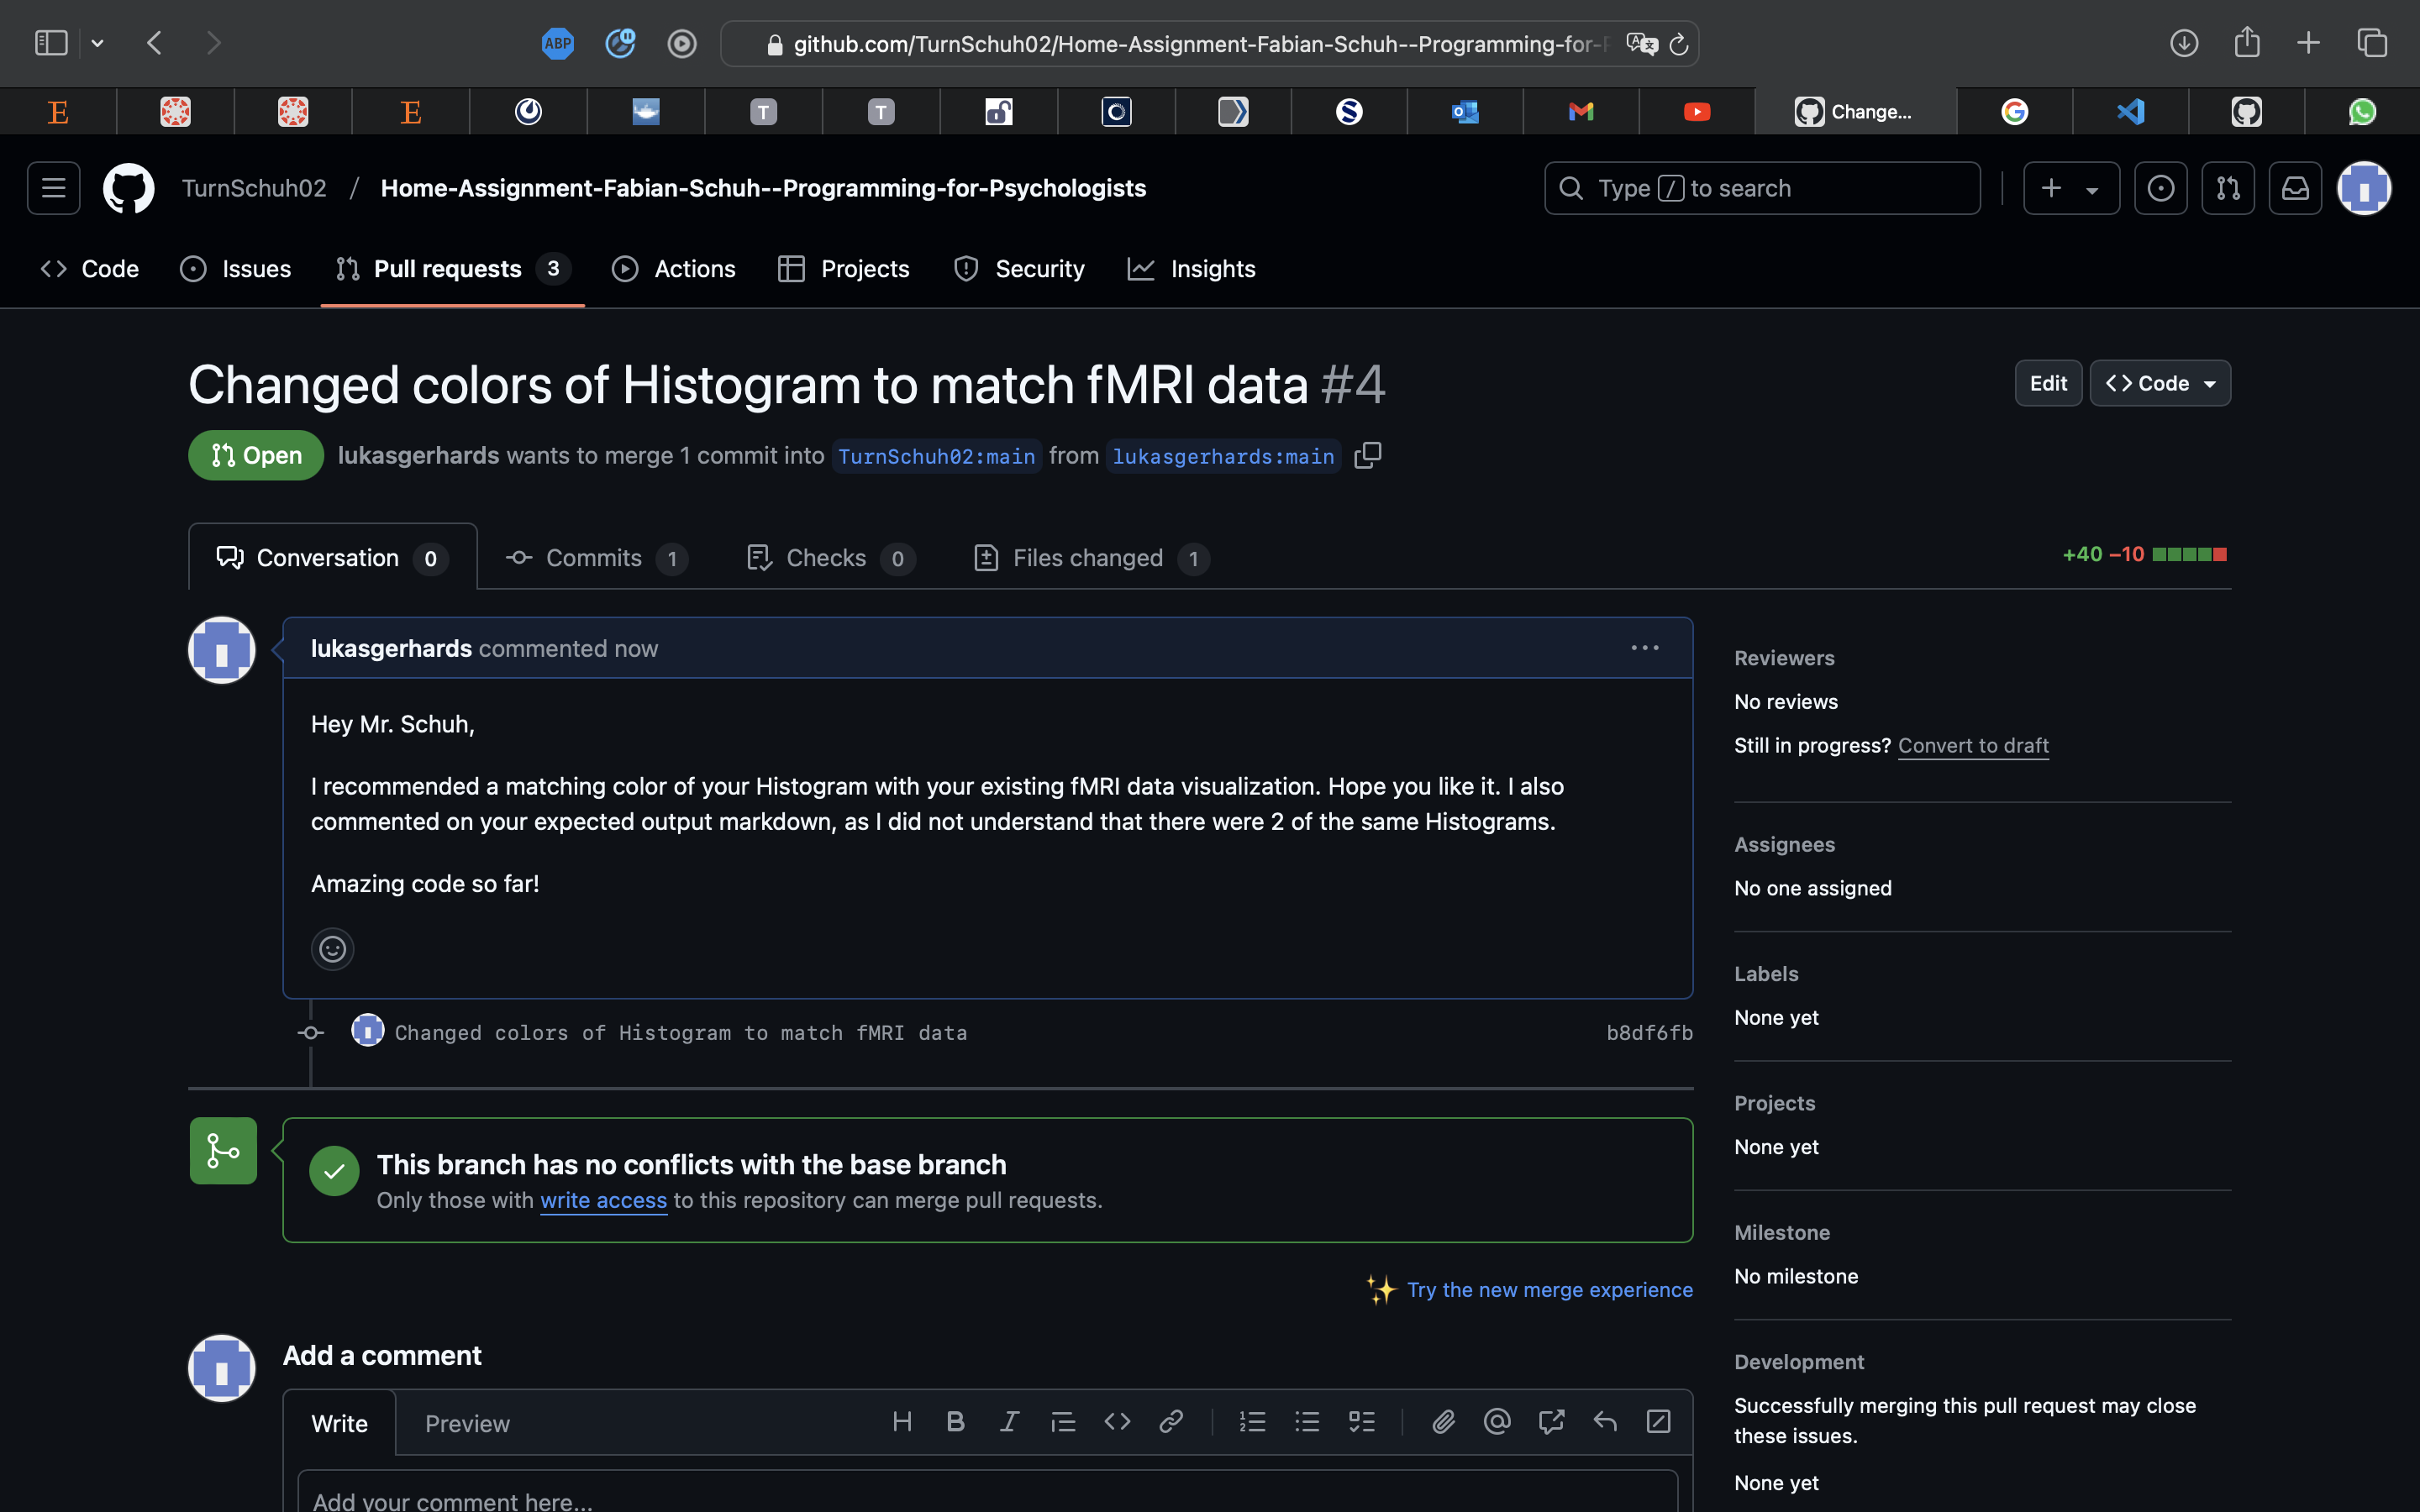 ABP
github.com/TurnSchuh02/Home-Assignment-Fabian-Schuh--Programming-for-
E E T T Change...
TurnSchuh02 / Home-Assignment-Fabian-Schuh--Programming-for-Psychologists
Type / to search
Code Issues Pull requests 3 Actions Projects Security Insights
Changed colors of Histogram to match fMRI data #4
Edit <> Code
Open lukasgerhards wants to merge 1 commit into TurnSchuh02:main from lukasgerhards:main
Conversation 0 Commits 1 Checks 0 Files changed 1
+40 −10
lukasgerhards commented now
Hey Mr. Schuh,
I recommended a matching color of your Histogram with your existing fMRI data visualization. Hope you like it. I also
commented on your expected output markdown, as I did not understand that there were 2 of the same Histograms.
Amazing code so far!
Changed colors of Histogram to match fMRI data b8df6fb
This branch has no conflicts with the base branch
Only those with write access to this repository can merge pull requests.
Try the new merge experience
Add a comment
Write Preview
Add your comment here...
Reviewers
No reviews
Still in progress? Convert to draft
Assignees
No one assigned
Labels
None yet
Projects
None yet
Milestone
No milestone
Development
Successfully merging this pull request may close
these issues.
None yet